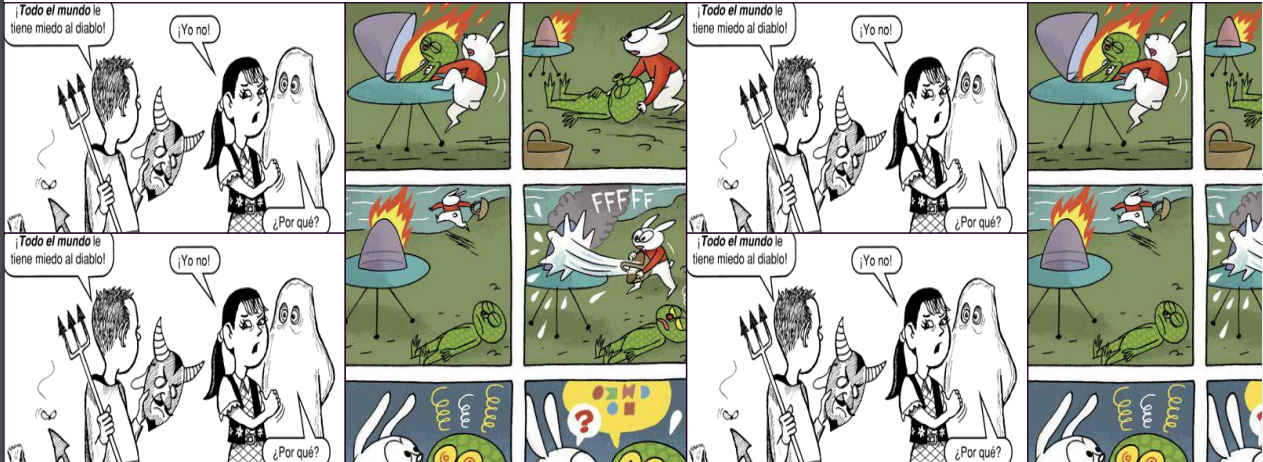 ¡Todo el mundo le
tiene miedo al diablo!
¡Yo no!
¿Por qué?
¡Todo el mundo le
tiene miedo al diablo!
¡Yo no!
¿Por qué?
FFFFF
?
¡Todo el mundo le
tiene miedo al diablo!
¡Yo no!
¿Por qué?
¡Todo el mundo le
tiene miedo al diablo!
¡Yo no!
¿Por qué?